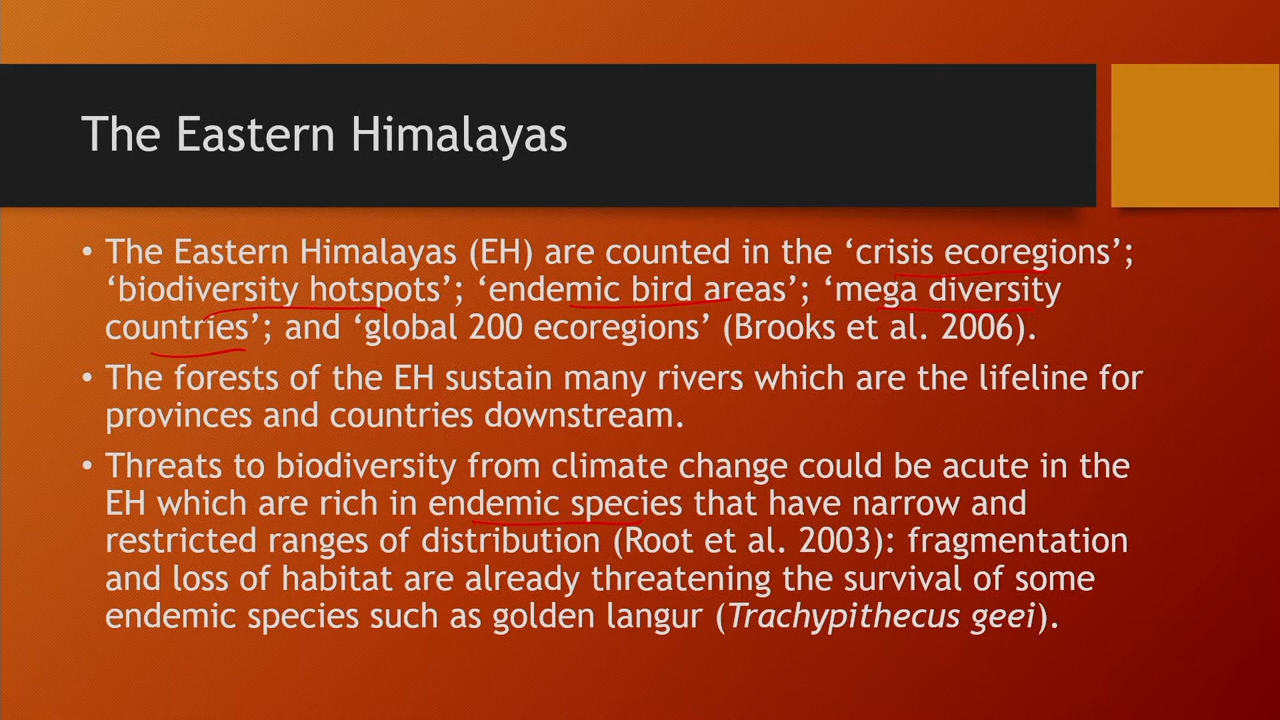 The Eastern Himalayas
• The Eastern Himalayas (EH) are counted in the ‘crisis ecoregions’;
‘biodiversity hotspots’; ‘endemic bird areas’; ‘mega diversity
countries’; and ‘global 200 ecoregions’ (Brooks et al. 2006).
• The forests of the EH sustain many rivers which are the lifeline for
provinces and countries downstream.
• Threats to biodiversity from climate change could be acute in the
EH which are rich in endemic species that have narrow and
restricted ranges of distribution (Root et al. 2003): fragmentation
and loss of habitat are already threatening the survival of some
endemic species such as golden langur (Trachypithecus geei).